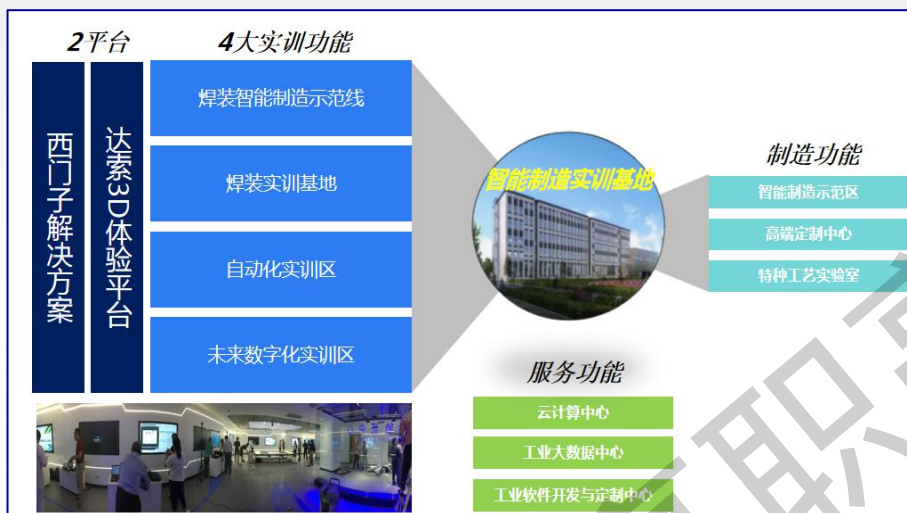 2平台
4大实训功能
西门子解决方案
达索3D体验平台
焊装智能制造示范线
焊装实训基地
自动化实训区
未来数字化实训区
智能制造实训基地
制造功能
智能制造示范区
高端定制中心
特种工艺实验室
服务功能
云计算中心
工业大数据中心
工业软件开发与定制中心